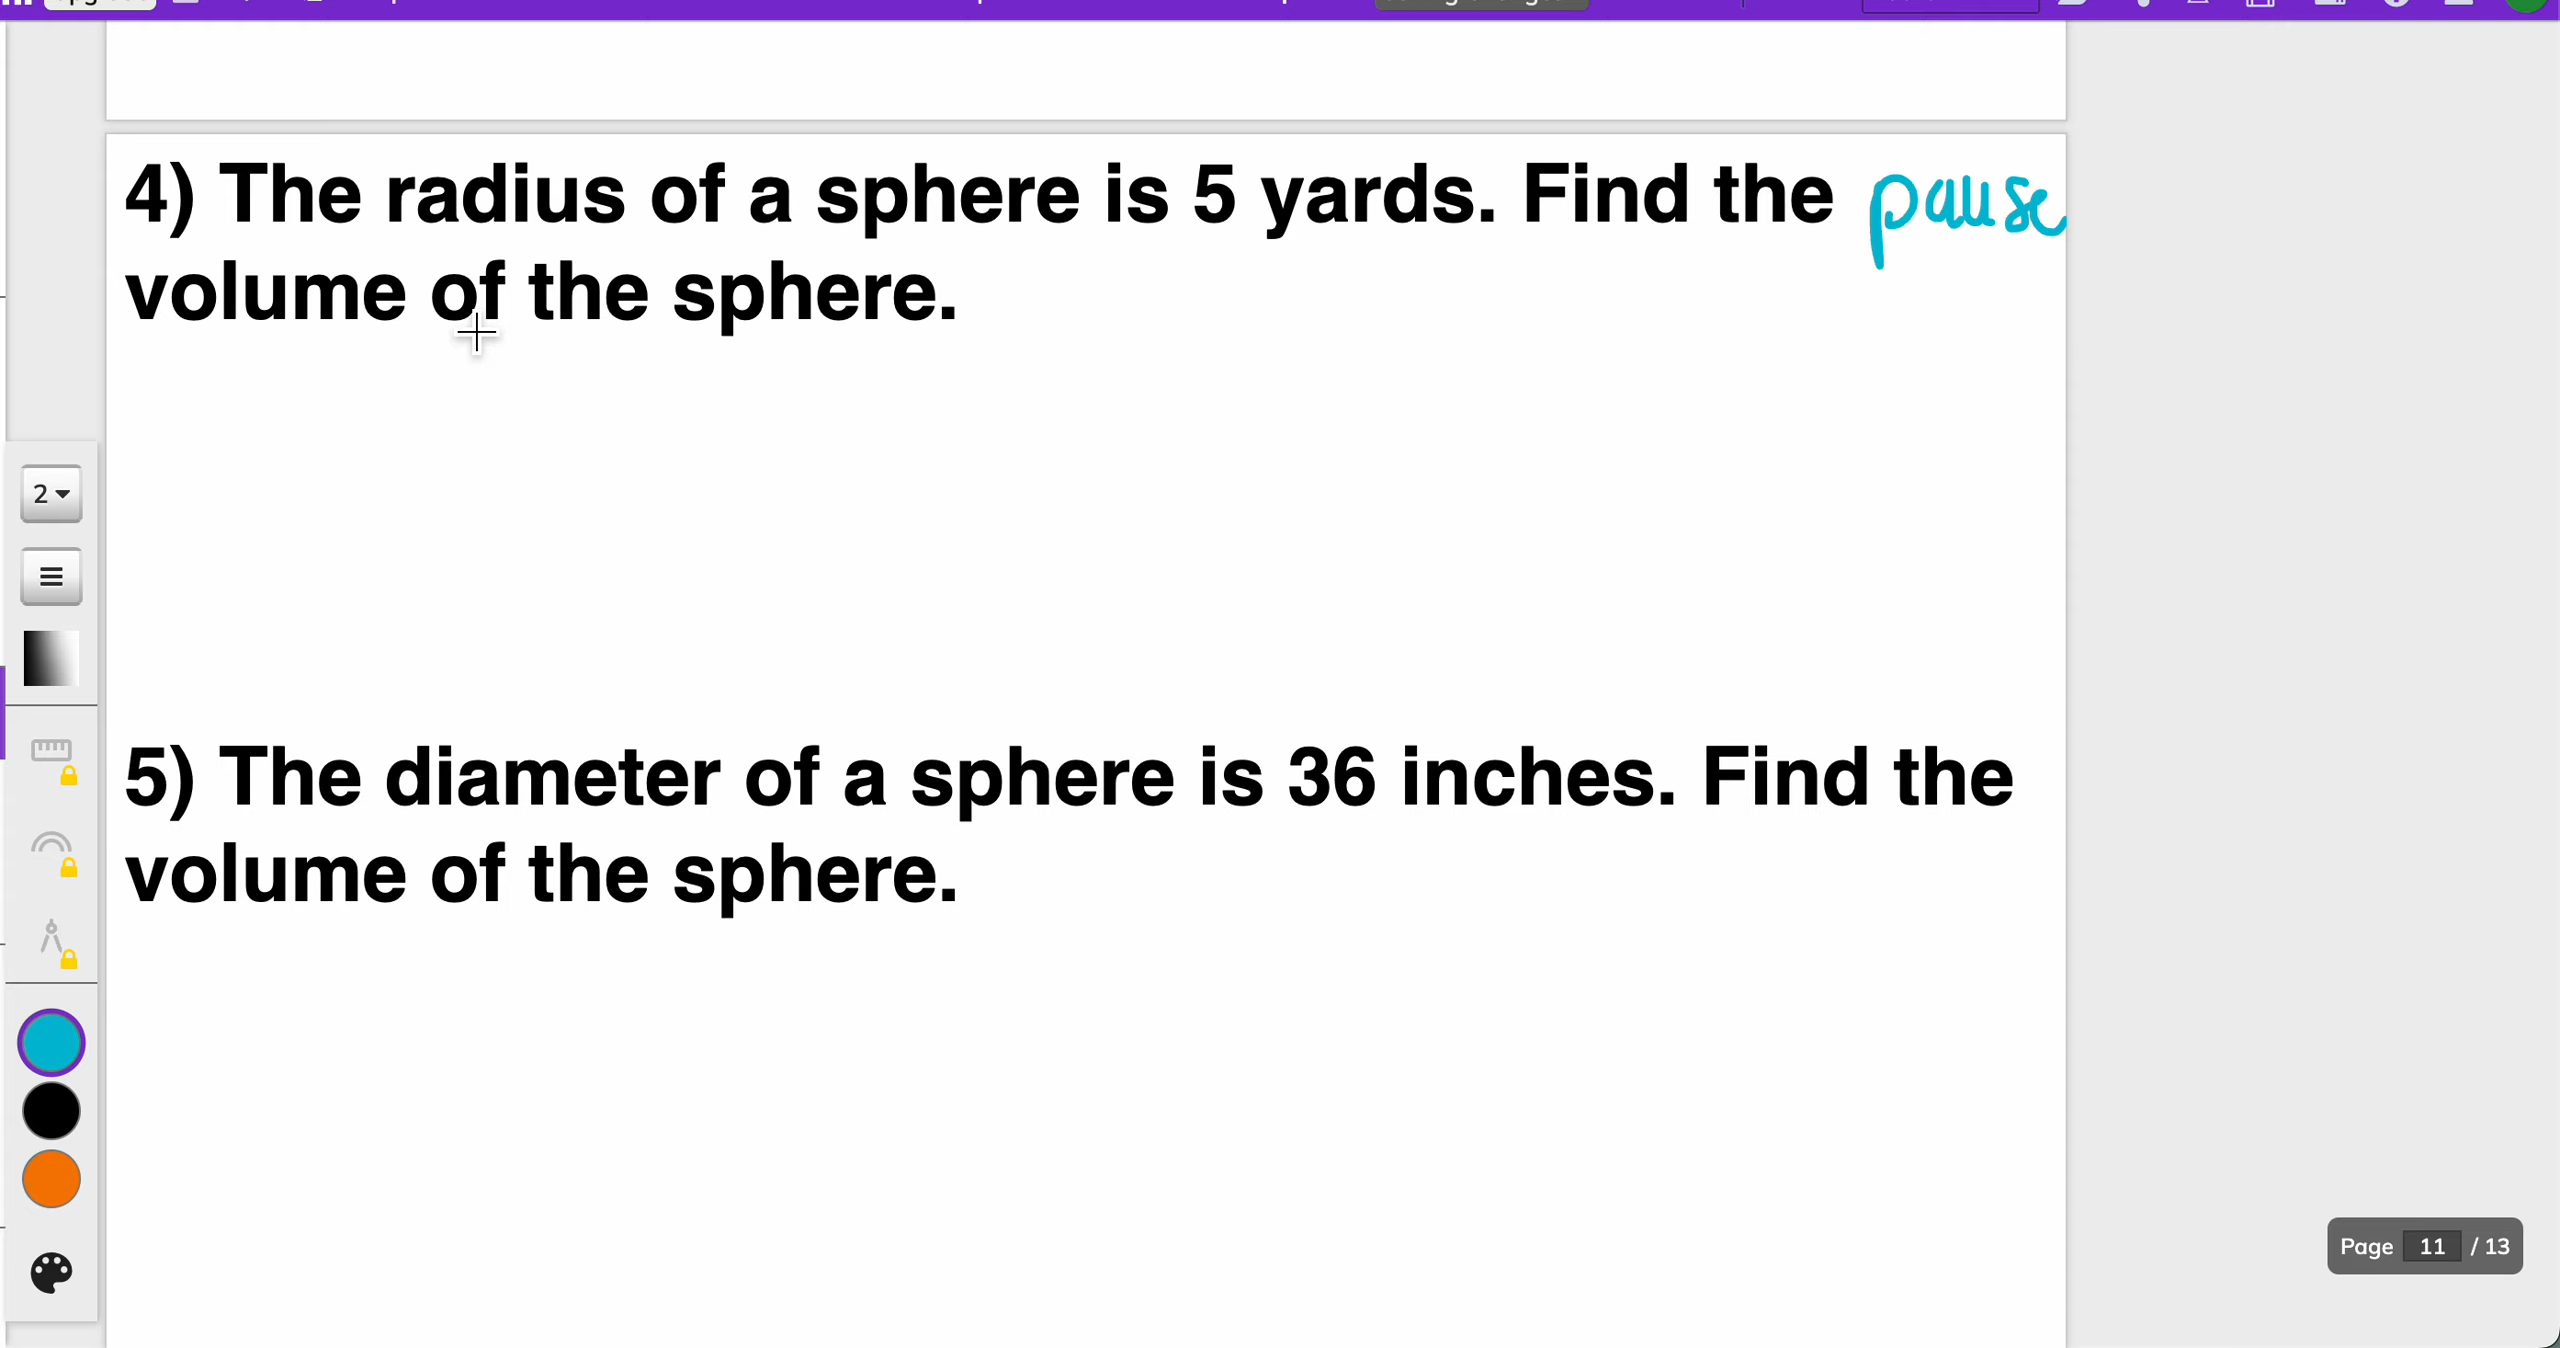 4) The radius of a sphere is 5 yards. Find the pause
volume of the sphere.
2
5) The diameter of a sphere is 36 inches. Find the
volume of the sphere.
Page 11 / 13